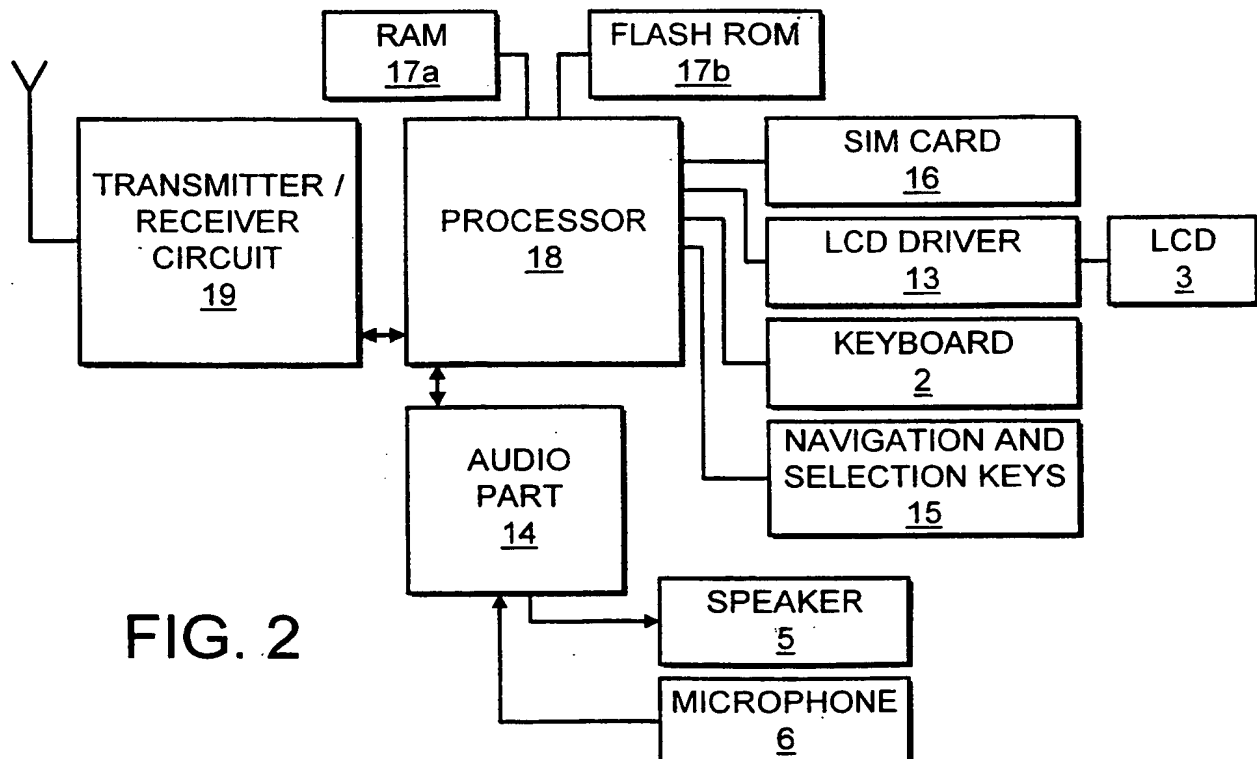 RAM
17a
FLASH ROM
17b
TRANSMITTER /
RECEIVER
CIRCUIT
19
PROCESSOR
18
SIM CARD
16
LCD DRIVER
13
LCD
3
KEYBOARD
2
NAVIGATION AND
SELECTION KEYS
15
AUDIO
PART
14
SPEAKER
5
MICROPHONE
6
FIG. 2